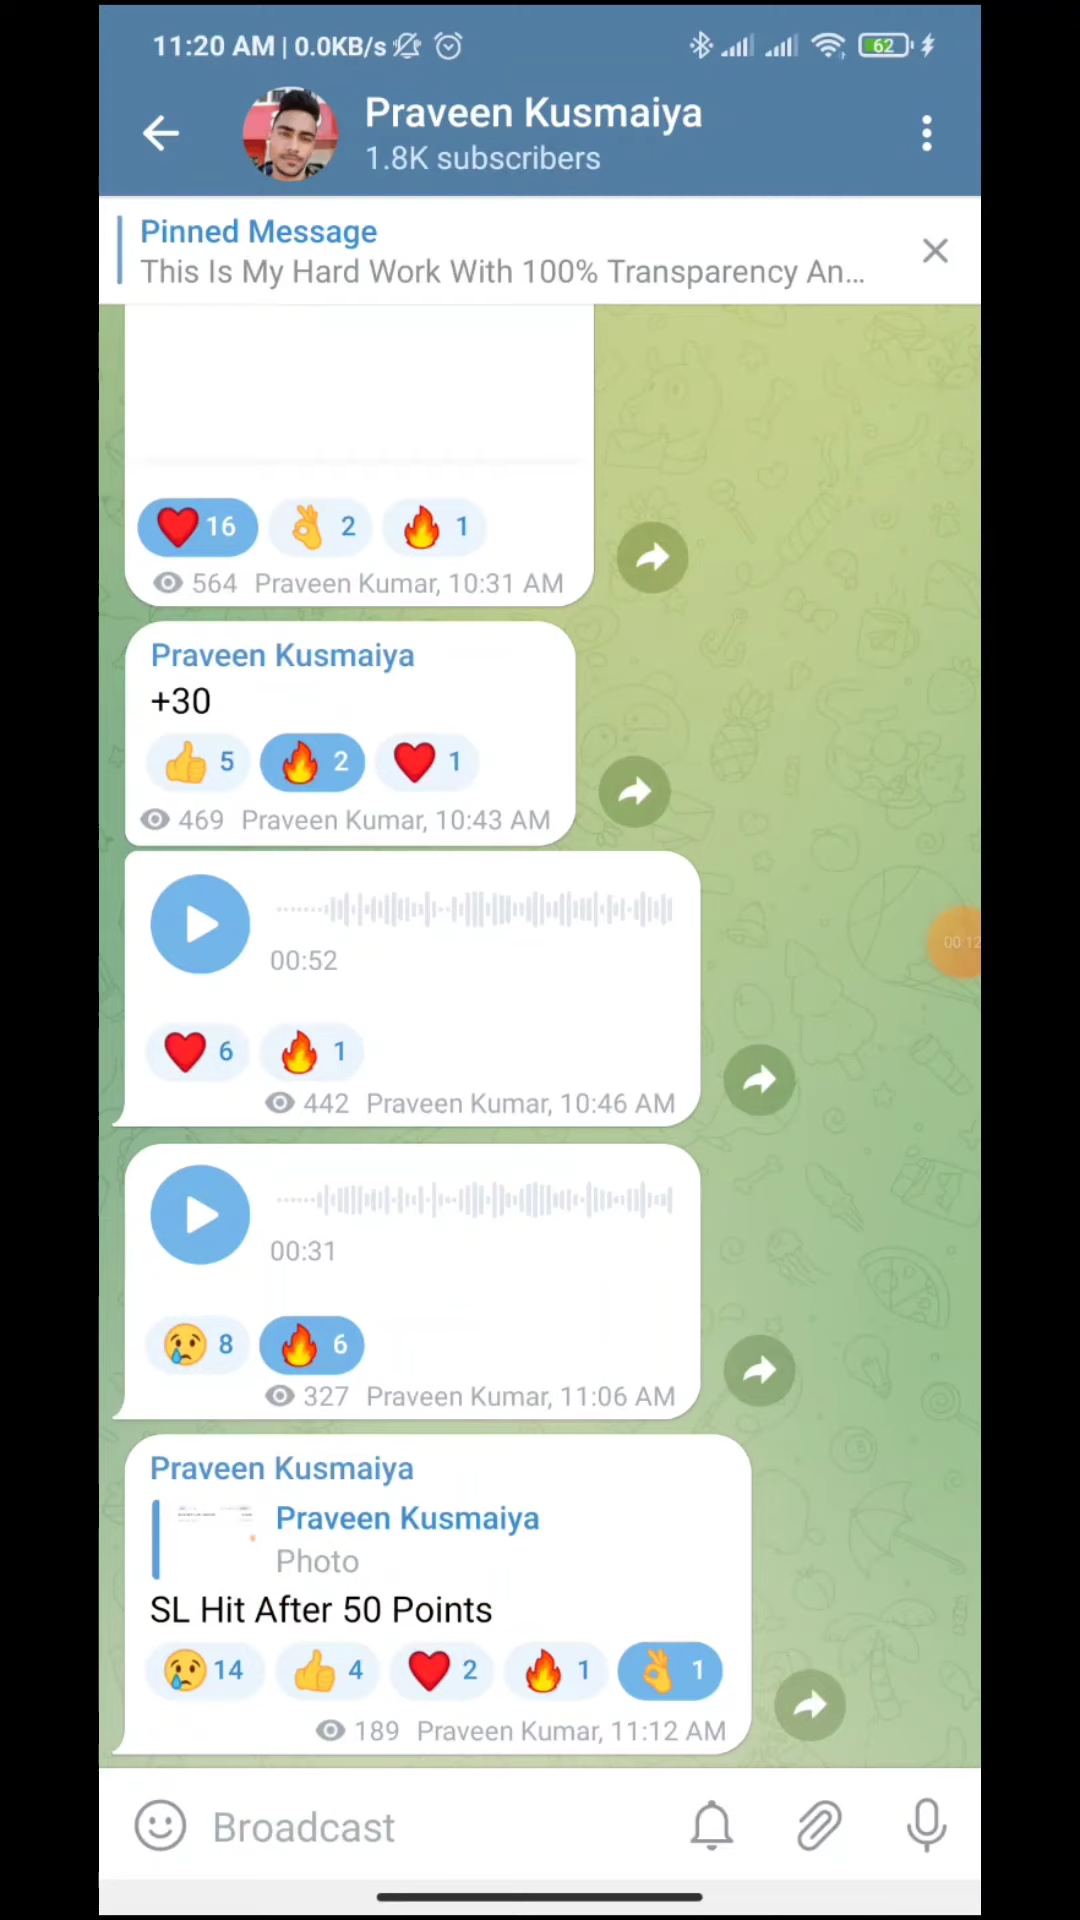 11:20 AM | 0.0KB/s
62
Praveen Kusmaiya
1.8K subscribers
Pinned Message
This Is My Hard Work With 100% Transparency An...
16 2 1
564 Praveen Kumar, 10:31 AM
Praveen Kusmaiya
+30
5 2 1
469 Praveen Kumar, 10:43 AM
00:52
00:12
6 1
442 Praveen Kumar, 10:46 AM
00:31
8 6
327 Praveen Kumar, 11:06 AM
Praveen Kusmaiya
Praveen Kusmaiya
Photo
SL Hit After 50 Points
14 4 2 1 1
189 Praveen Kumar, 11:12 AM
Broadcast